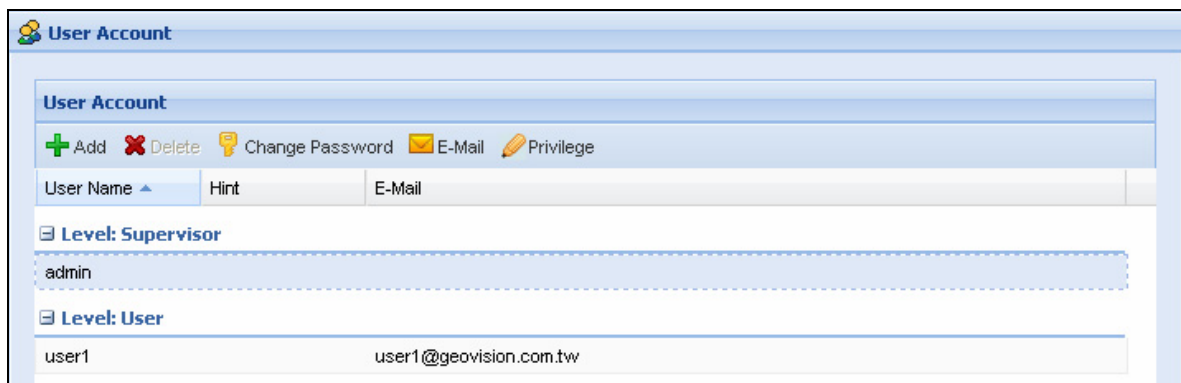 User Account
User Account
Add Delete Change Password E-Mail Privilege
User Name Hint E-Mail
Level: Supervisor
admin
Level: User
user1 user1@geovision.com.tw